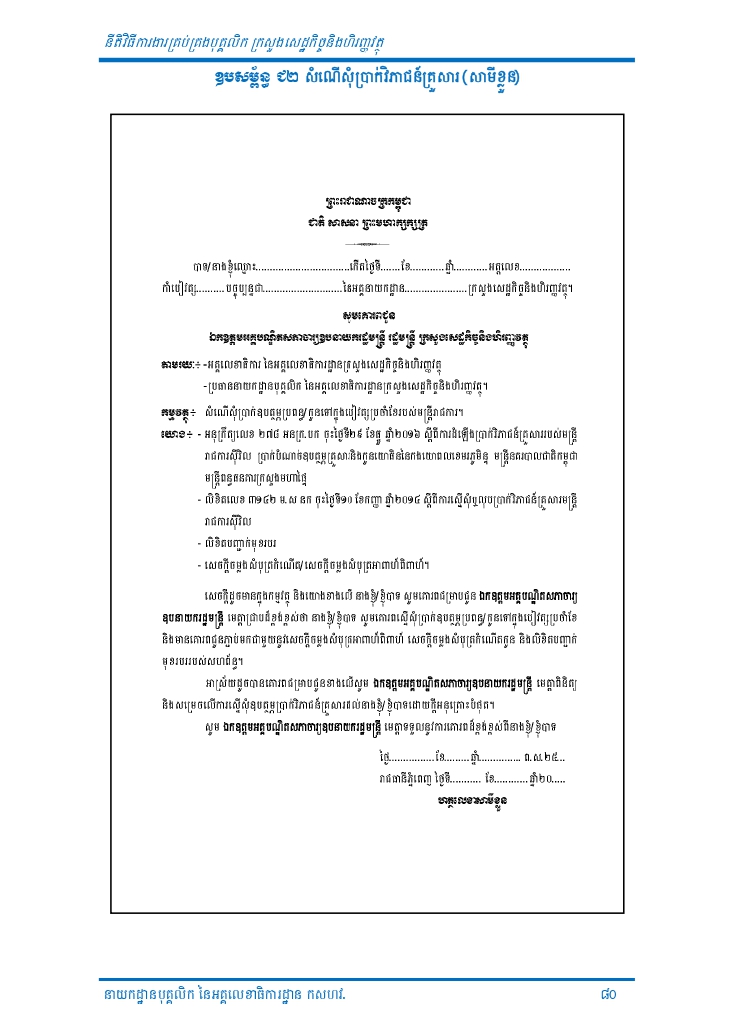 នីតិវិធីការងារគ្រប់គ្រងបុគ្គលិក ក្រសួងសេដ្ឋកិច្ចនិងហិរញ្ញវត្ថុ
ឧបសម្ព័ន្ធ ៤២ សំណើសុំប្រាក់វិភាជន៍គ្រួសារ (សាមីខ្លួន)
ព្រះរាជាណាចក្រកម្ពុជា
ជាតិ សាសនា ព្រះមហាក្សត្រ
បាទ/នាងខ្ញុំឈ្មោះ.................................កើតថ្ងៃទី.......ខែ............ឆ្នាំ............អត្តលេខ..................
កាំបៀវត្ស..........បច្ចុប្បន្នជា............................នៃអគ្គនាយកដ្ឋាន......................ក្រសួងសេដ្ឋកិច្ចនិងហិរញ្ញវត្ថុ។
សូមគោរពជូន
ឯកឧត្តមអគ្គបណ្ឌិតសភាចារ្យឧបនាយករដ្ឋមន្ត្រី រដ្ឋមន្ត្រី ក្រសួងសេដ្ឋកិច្ចនិងហិរញ្ញវត្ថុ
តាមរយៈ៖ -អគ្គលេខាធិការ នៃអគ្គលេខាធិការដ្ឋានក្រសួងសេដ្ឋកិច្ចនិងហិរញ្ញវត្ថុ
-ប្រធាននាយកដ្ឋានបុគ្គលិក នៃអគ្គលេខាធិការដ្ឋានក្រសួងសេដ្ឋកិច្ចនិងហិរញ្ញវត្ថុ។
កម្មវត្ថុ៖ សំណើសុំប្រាក់ឧបត្ថម្ភប្រពន្ធ/កូនទៅក្នុងបៀវត្សប្រចាំខែរបស់មន្ត្រីរាជការ។
យោង៖ - អនុក្រឹត្យលេខ ២៧៨ អនក្រ.បក ចុះថ្ងៃទី២៩ ខែធ្នូ ឆ្នាំ២០១៦ ស្តីពីការដំឡើងប្រាក់វិភាជន៍គ្រួសាររបស់មន្ត្រី
រាជការស៊ីវិល ប្រាក់បំណាក់ឧបត្ថម្ភគ្រួសារនិងកូនយោធិននៃកងយោធពលខេមរភូមិន្ទ មន្ត្រីនគរបាលជាតិកម្ពុជា
មន្ត្រីពន្ធនាគារក្រសួងមហាផ្ទៃ
- លិខិតលេខ ៣១៤២ ម.ស នក ចុះថ្ងៃទី១០ ខែកញ្ញា ឆ្នាំ២០១៤ ស្តីពីការស្នើសុំឬលុបប្រាក់វិភាជន៍គ្រួសារមន្ត្រី
រាជការស៊ីវិល
- លិខិតបញ្ជាក់មុខរបរ
- សេចក្តីចម្លងសំបុត្រកំណើត/សេចក្តីចម្លងសំបុត្រអាពាហ៍ពិពាហ៍។
សេចក្តីដូចមានក្នុងកម្មវត្ថុ និងយោងខាងលើ នាងខ្ញុំ/ខ្ញុំបាទ សូមគោរពជម្រាបជូន ឯកឧត្តមអគ្គបណ្ឌិតសភាចារ្យ
ឧបនាយករដ្ឋមន្ត្រី មេត្តាជ្រាបដ៏ខ្ពង់ខ្ពស់ថា នាងខ្ញុំ/ខ្ញុំបាទ សូមគោរពស្នើសុំប្រាក់ឧបត្ថម្ភប្រពន្ធ/កូនទៅក្នុងបៀវត្សប្រចាំខែ
និងមានគោរពជូនភ្ជាប់មកជាមួយនូវសេចក្តីចម្លងសំបុត្រអាពាហ៍ពិពាហ៍ សេចក្តីចម្លងសំបុត្រកំណើតកូន និងលិខិតបញ្ជាក់
មុខរបររបស់សហព័ន្ធ។
អាស្រ័យដូចបានគោរពជម្រាបជូនខាងលើសូម ឯកឧត្តមអគ្គបណ្ឌិតសភាចារ្យឧបនាយករដ្ឋមន្ត្រី មេត្តាពិនិត្យ
និងសម្រេចលើការស្នើសុំឧបត្ថម្ភប្រាក់វិភាជន៍គ្រួសារដល់នាងខ្ញុំ/ខ្ញុំបាទដោយក្តីអនុគ្រោះបំផុត។
សូម ឯកឧត្តមអគ្គបណ្ឌិតសភាចារ្យឧបនាយករដ្ឋមន្ត្រី មេត្តាទទួលនូវការគោរពដ៏ខ្ពង់ខ្ពស់ពីនាងខ្ញុំ/ខ្ញុំបាទ
ថ្ងៃ................ខែ.........ឆ្នាំ............... ព.ស.២៥...
រាជធានីភ្នំពេញ ថ្ងៃទី........... ខែ............ឆ្នាំ២០.....
ហត្ថលេខាសាមីខ្លួន
នាយកដ្ឋានបុគ្គលិក នៃអគ្គលេខាធិការដ្ឋាន កសហវ. ៨០